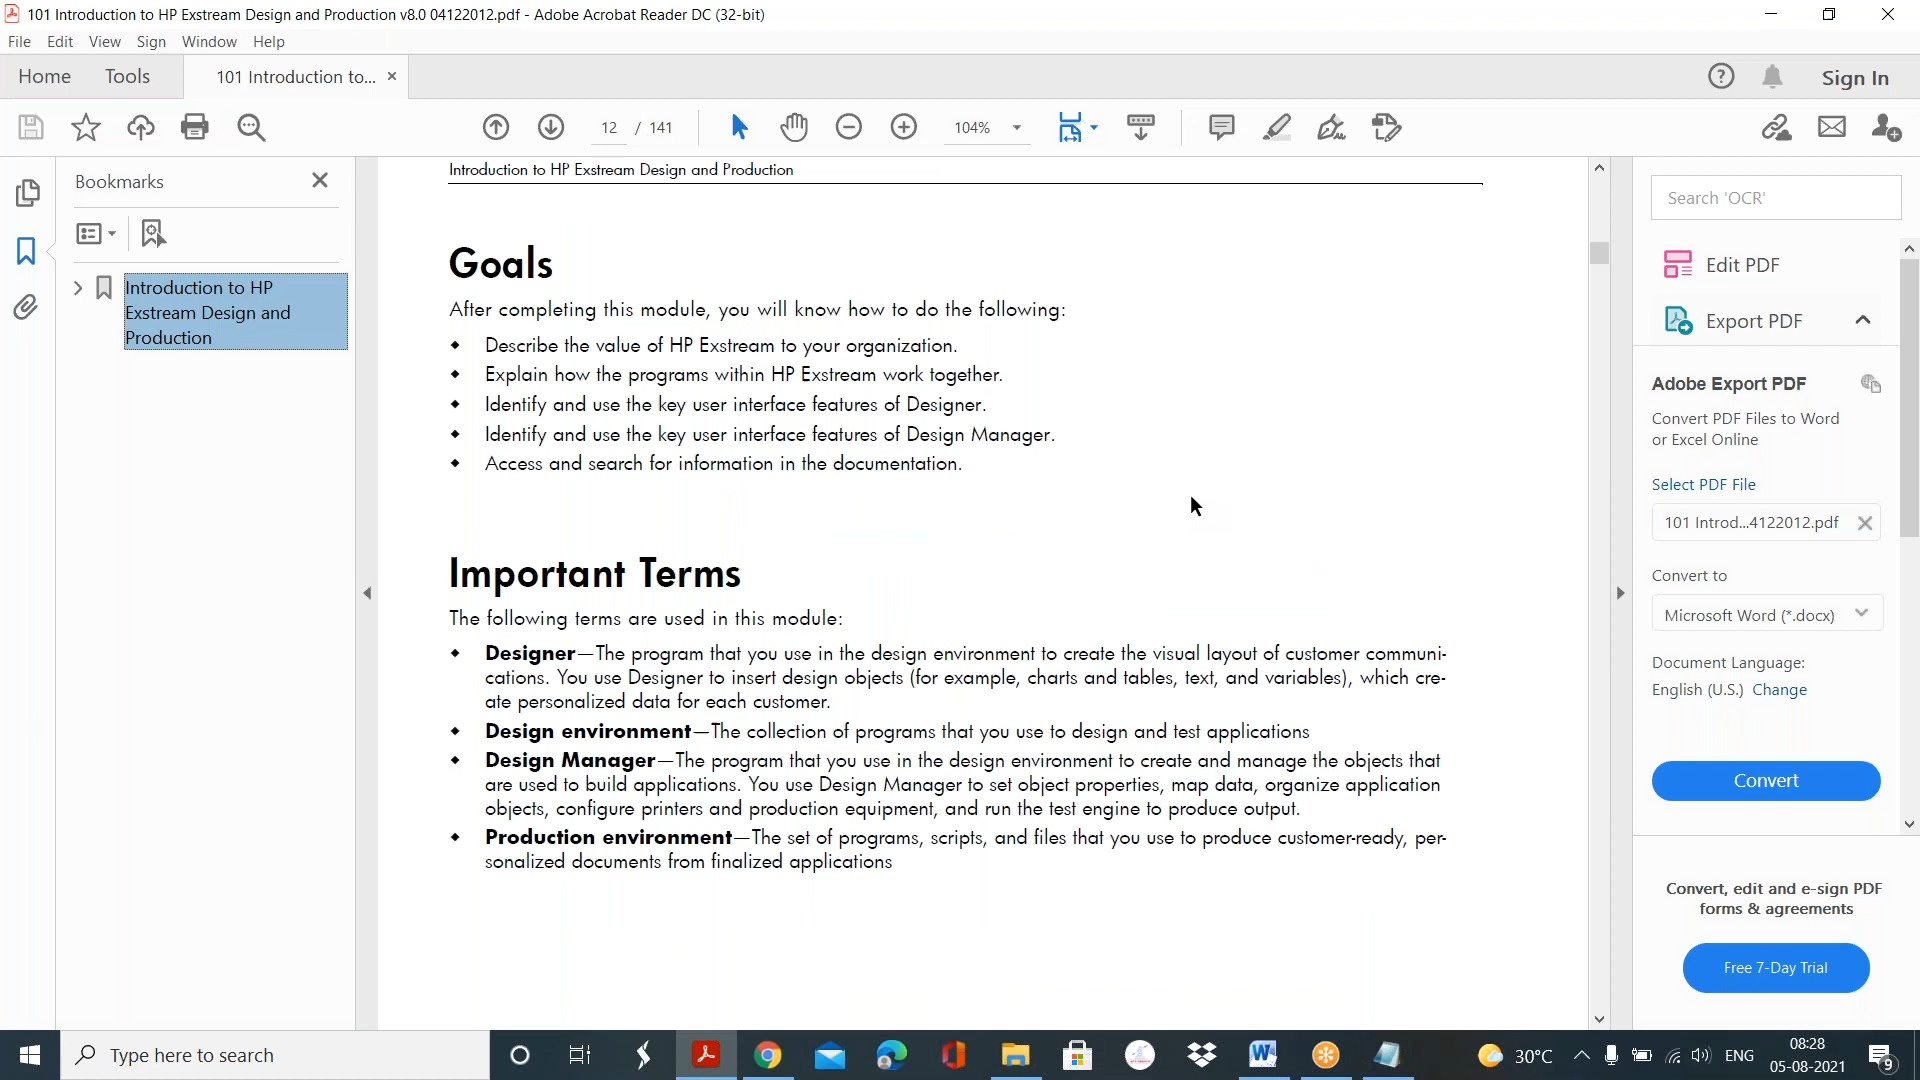 101 Introduction to HP Exstream Design and Production v8.0 04122012.pdf - Adobe Acrobat Reader DC (32-bit)
File Edit View Sign Window Help
Home Tools 101 Introduction to... Sign In
12 / 141 104%
Bookmarks
Introduction to HP
Exstream Design and
Production
Introduction to HP Exstream Design and Production
Goals
After completing this module, you will know how to do the following:
Describe the value of HP Exstream to your organization.
Explain how the programs within HP Exstream work together.
Identify and use the key user interface features of Designer.
Identify and use the key user interface features of Design Manager.
Access and search for information in the documentation.
Important Terms
The following terms are used in this module:
Designer—The program that you use in the design environment to create the visual layout of customer communi-
cations. You use Designer to insert design objects (for example, charts and tables, text, and variables), which cre-
ate personalized data for each customer.
Design environment—The collection of programs that you use to design and test applications
Design Manager—The program that you use in the design environment to create and manage the objects that
are used to build applications. You use Design Manager to set object properties, map data, organize application
objects, configure printers and production equipment, and run the test engine to produce output.
Production environment—The set of programs, scripts, and files that you use to produce customer-ready, per-
sonalized documents from finalized applications
Search 'OCR'
Edit PDF
Export PDF
Adobe Export PDF
Convert PDF Files to Word
or Excel Online
Select PDF File
101 Introd...4122012.pdf
Convert to
Microsoft Word (*.docx)
Document Language:
English (U.S.) Change
Convert
Convert, edit and e-sign PDF
forms & agreements
Free 7-Day Trial
Type here to search
30°C ENG 08:28
05-08-2021
9